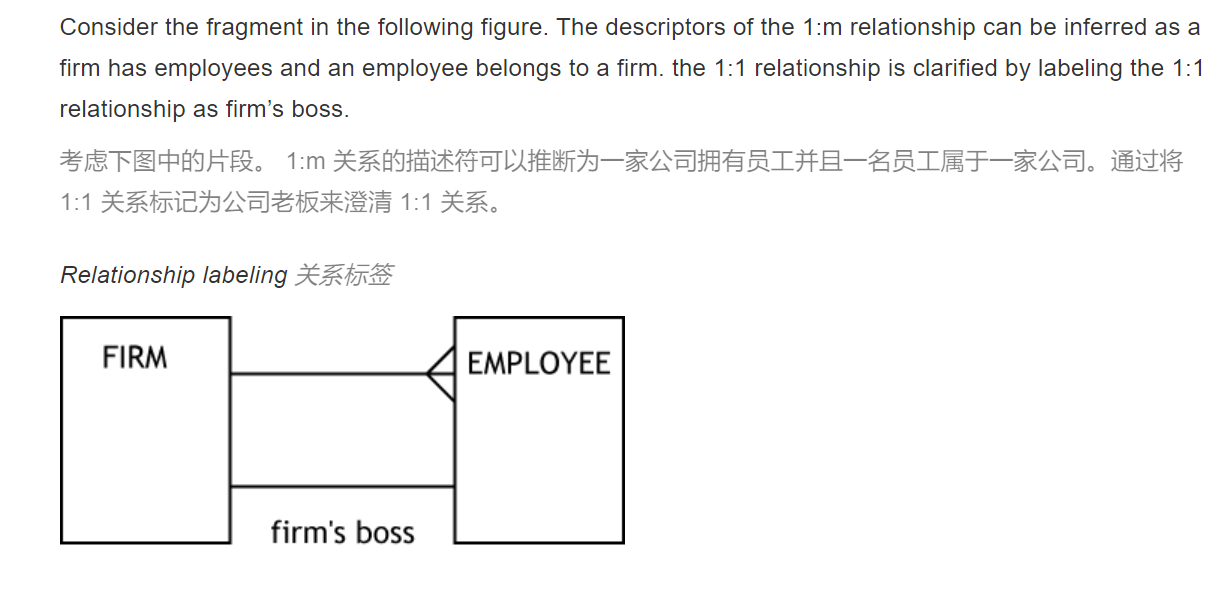 Consider the fragment in the following figure. The descriptors of the 1:m relationship can be inferred as a
firm has employees and an employee belongs to a firm. the 1:1 relationship is clarified by labeling the 1:1
relationship as firm’s boss.
考虑下图中的片段。 1:m 关系的描述符可以推断为一家公司拥有员工并且一名员工属于一家公司。通过将
1:1 关系标记为公司老板来澄清 1:1 关系。
Relationship labeling 关系标签
FIRM
EMPLOYEE
firm's boss